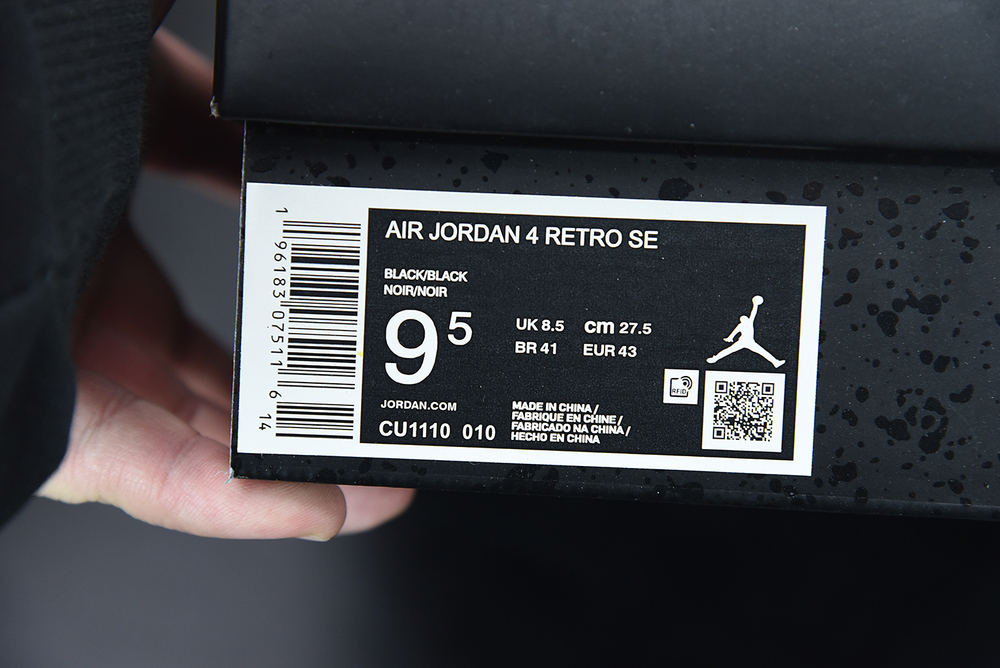 AIR JORDAN 4 RETRO SE
BLACK/BLACK
NOIR/NOIR
9 5
UK 8.5 cm 27.5
BR 41 EUR 43
RFID
JORDAN.COM
CU1110 010
MADE IN CHINA /
FABRIQUE EN CHINE /
FABRICADO NA CHINA /
HECHO EN CHINA
1 96183 07511 6 14